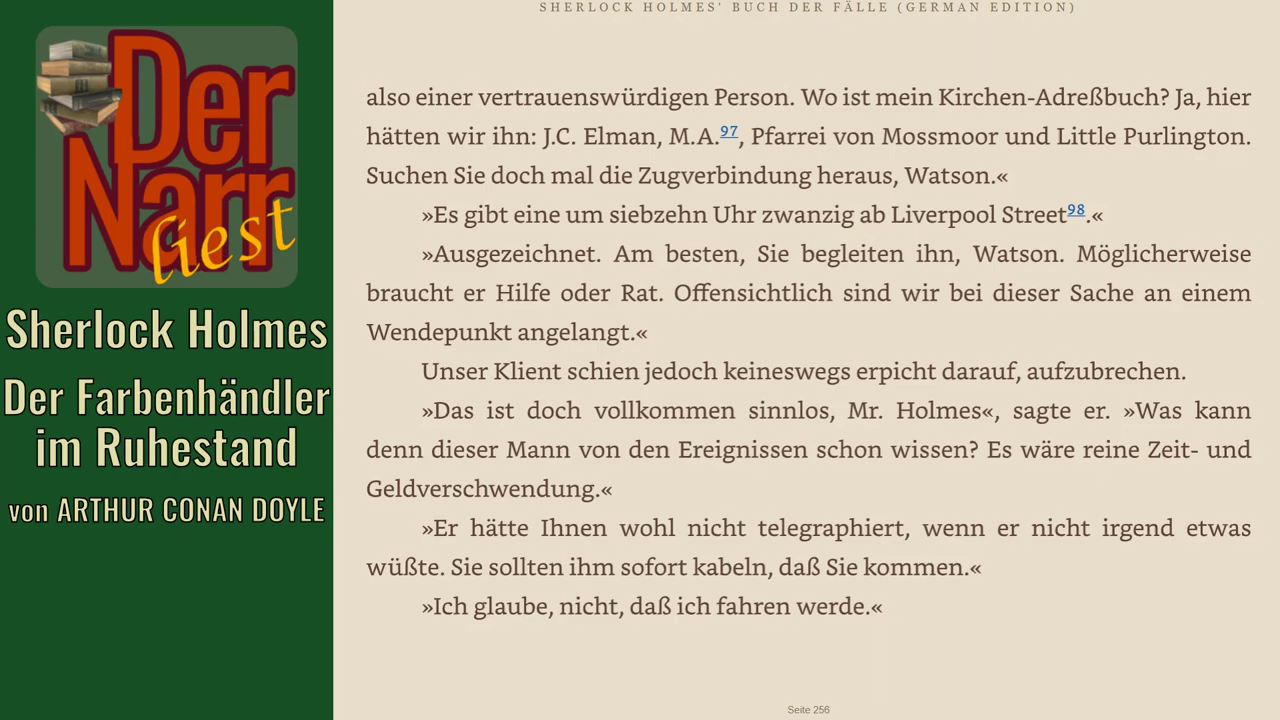 Der
Narr
liest
Sherlock Holmes
Der Farbenhändler
im Ruhestand
von ARTHUR CONAN DOYLE
SHERLOCK HOLMES' BUCH DER FÄLLE (GERMAN EDITION)
also einer vertrauenswürdigen Person. Wo ist mein Kirchen-Adreßbuch? Ja, hier
hätten wir ihn: J.C. Elman, M.A.97, Pfarrei von Mossmoor und Little Purlington.
Suchen Sie doch mal die Zugverbindung heraus, Watson.«
»Es gibt eine um siebzehn Uhr zwanzig ab Liverpool Street98.«
»Ausgezeichnet. Am besten, Sie begleiten ihn, Watson. Möglicherweise
braucht er Hilfe oder Rat. Offensichtlich sind wir bei dieser Sache an einem
Wendepunkt angelangt.«
Unser Klient schien jedoch keineswegs erpicht darauf, aufzubrechen.
»Das ist doch vollkommen sinnlos, Mr. Holmes«, sagte er. »Was kann
denn dieser Mann von den Ereignissen schon wissen? Es wäre reine Zeit- und
Geldverschwendung.«
»Er hätte Ihnen wohl nicht telegraphiert, wenn er nicht irgend etwas
wüßte. Sie sollten ihm sofort kabeln, daß Sie kommen.«
»Ich glaube, nicht, daß ich fahren werde.«
Seite 256